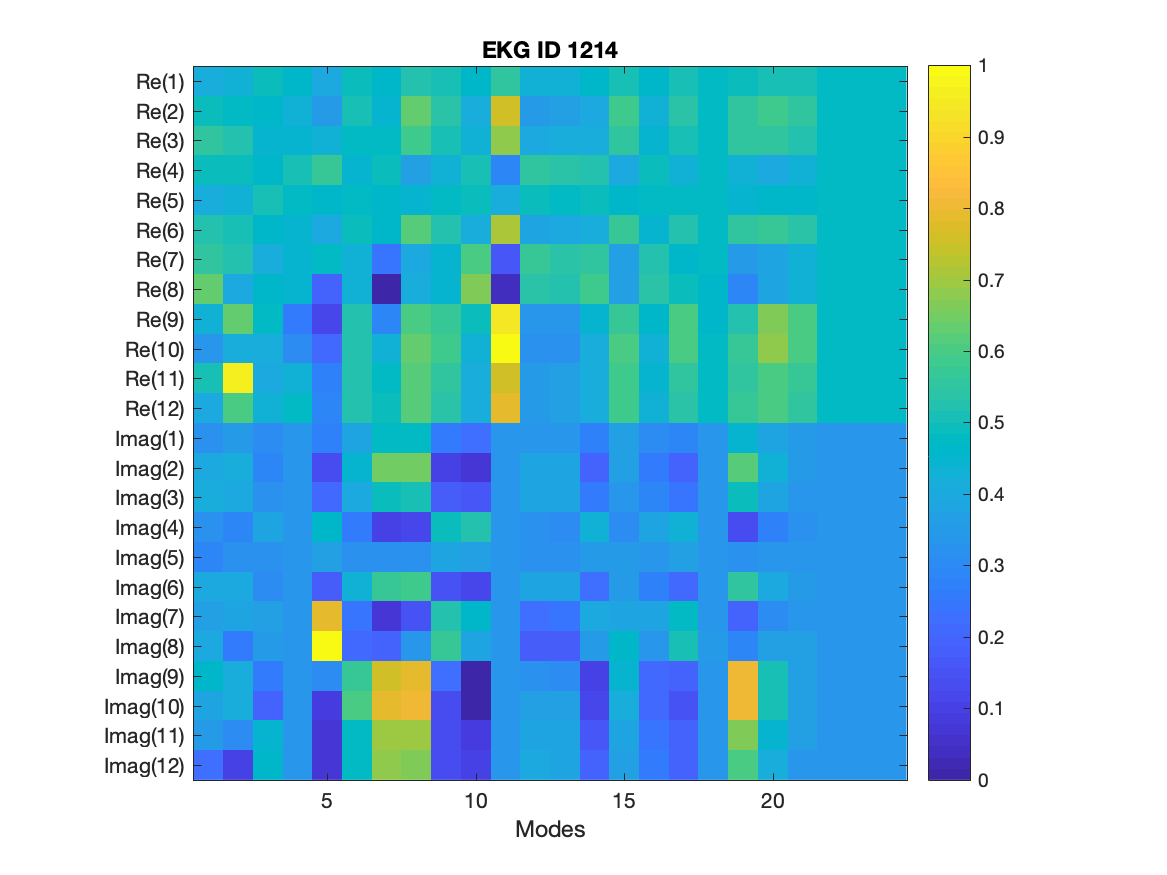 EKG ID 1214
Re(1)
Re(2)
Re(3)
Re(4)
Re(5)
Re(6)
Re(7)
Re(8)
Re(9)
Re(10)
Re(11)
Re(12)
Imag(1)
Imag(2)
Imag(3)
Imag(4)
Imag(5)
Imag(6)
Imag(7)
Imag(8)
Imag(9)
Imag(10)
Imag(11)
Imag(12)
5 10 15 20
Modes
1
0.9
0.8
0.7
0.6
0.5
0.4
0.3
0.2
0.1
0